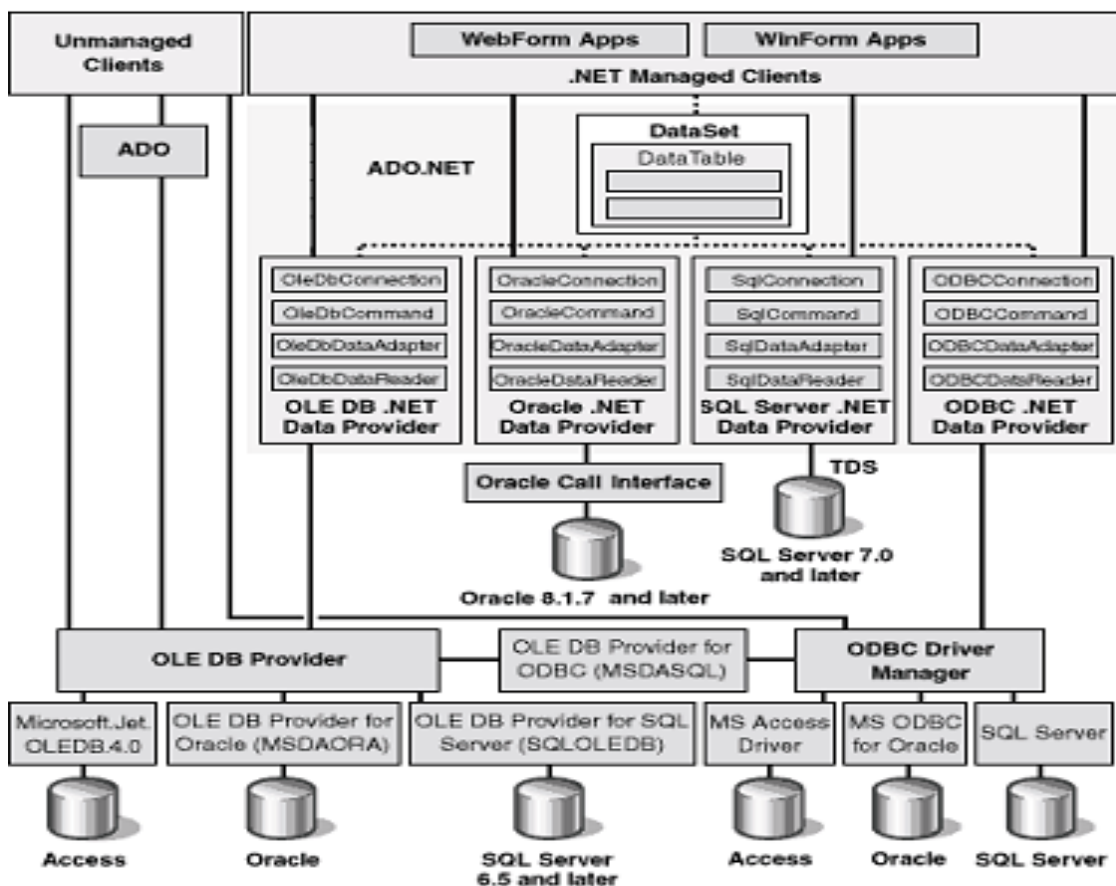 Unmanaged
Clients
WebForm Apps
WinForm Apps
.NET Managed Clients
ADO
ADO.NET
DataSet
DataTable
OleDbConnection
OleDbCommand
OleDbDataAdapter
OleDbDataReader
OLE DB .NET
Data Provider
OracleConnection
OracleCommand
OracleDataAdapter
OracleDataReader
Oracle .NET
Data Provider
SqlConnection
SqlCommand
SqlDataAdapter
SqlDataReader
SQL Server .NET
Data Provider
ODBCConnection
ODBCCommand
ODBCDataAdapter
ODBCDataReader
ODBC .NET
Data Provider
Oracle Call Interface
TDS
SQL Server 7.0
and later
Oracle 8.1.7 and later
OLE DB Provider
OLE DB Provider for
ODBC (MSDASQL)
ODBC Driver
Manager
Microsoft.Jet.
OLEDB.4.0
OLE DB Provider for
Oracle (MSDAORA)
OLE DB Provider for SQL
Server (SQLOLEDB)
MS Access
Driver
MS ODBC
for Oracle
SQL Server
Access
Oracle
SQL Server
6.5 and later
Access
Oracle
SQL Server